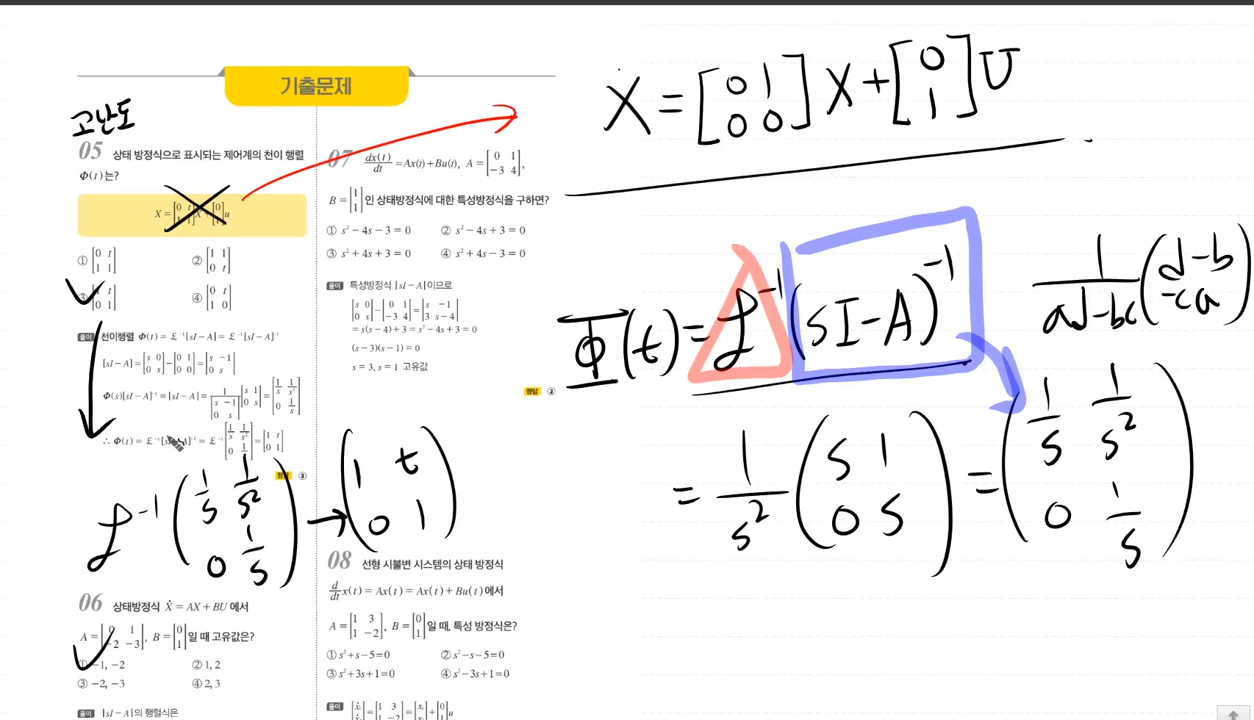 기출문제
고난도
05 상태 방정식으로 표시되는 제어계의 천이 행렬
Φ(t)는?
① [0 t; 1 1] ② [1 1; 0 t]
③ [1 t; 0 1] ④ [0 t; 1 0]
풀이 천이행렬 Φ(t) = £⁻¹[sI−A] = £⁻¹[sI−A]⁻¹
[sI−A] = [s 0; 0 s] − [0 1; 0 0] = [s −1; 0 s]
Φ(s)[sI−A]⁻¹ = [sI−A] = 1/|s −1; 0 s| [s 1; 0 s] = [1/s 1/s²; 0 1/s]
∴ Φ(t) = £⁻¹[sI−A]⁻¹ = £⁻¹[1/s 1/s²; 0 1/s] = [1 t; 0 1]
정답 ③
ℒ⁻¹(1/s 1/s²; 0 1/s) → (1 t; 0 1)
06 상태방정식 Ẋ = AX + BU 에서
A = [0 1; −2 −3], B = [0; 1]일 때 고유값은?
① −1, −2 ② 1, 2
③ −2, −3 ④ 2, 3
풀이 |sI−A|의 행렬식은
07 dx(t)/dt = Ax(t) + Bu(t), A = [0 1; −3 4],
B = [1; 1]인 상태방정식에 대한 특성방정식을 구하면?
① s² − 4s − 3 = 0 ② s² − 4s + 3 = 0
③ s² + 4s + 3 = 0 ④ s² + 4s − 3 = 0
풀이 특성방정식 |sI−A|이므로
|s 0; 0 s| − |0 1; −3 4| = |s −1; 3 s−4|
= s(s−4) + 3 = s² − 4s + 3 = 0
(s−3)(s−1) = 0
s = 3, s = 1 고유값
정답 ②
08 선형 시불변 시스템의 상태 방정식
d/dt x(t) = Ax(t) = Ax(t) + Bu(t)에서
A = [1 3; 1 −2], B = [0; 1]일 때, 특성 방정식은?
① s²+s−5=0 ② s²−s−5=0
③ s²+3s+1=0 ④ s²−3s+1=0
풀이
Ẋ = [0 1; 0 0] X + [0; 1] U
Φ(t) = ℒ⁻¹(sI−A)⁻¹
1/(ad−bc) (d −b; −c a)
= 1/s² (s 1; 0 s) = (1/s 1/s²; 0 1/s)